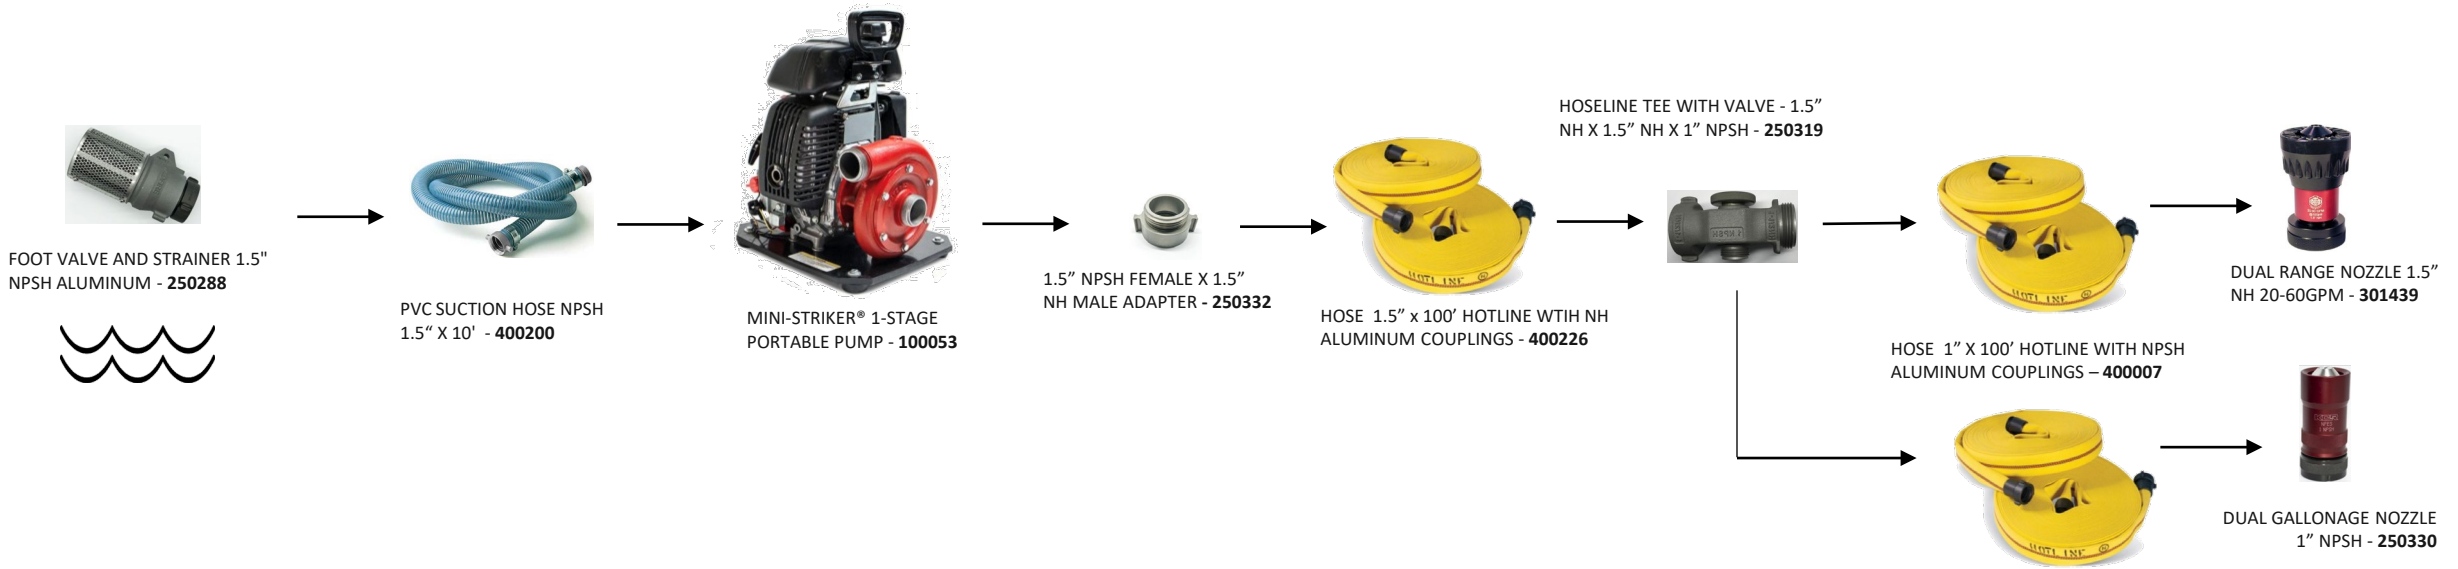 FOOT VALVE AND STRAINER 1.5"
NPSH ALUMINUM - 250288
PVC SUCTION HOSE NPSH
1.5“ X 10' - 400200
MINI-STRIKER® 1-STAGE
PORTABLE PUMP - 100053
1.5” NPSH FEMALE X 1.5”
NH MALE ADAPTER - 250332
HOSE 1.5” x 100’ HOTLINE WTIH NH
ALUMINUM COUPLINGS - 400226
HOSELINE TEE WITH VALVE - 1.5”
NH X 1.5” NH X 1” NPSH - 250319
HOSE 1” X 100’ HOTLINE WITH NPSH
ALUMINUM COUPLINGS – 400007
DUAL RANGE NOZZLE 1.5”
NH 20-60GPM - 301439
DUAL GALLONAGE NOZZLE
1” NPSH - 250330
HOTLINE
HOTLINE
HOTLINE